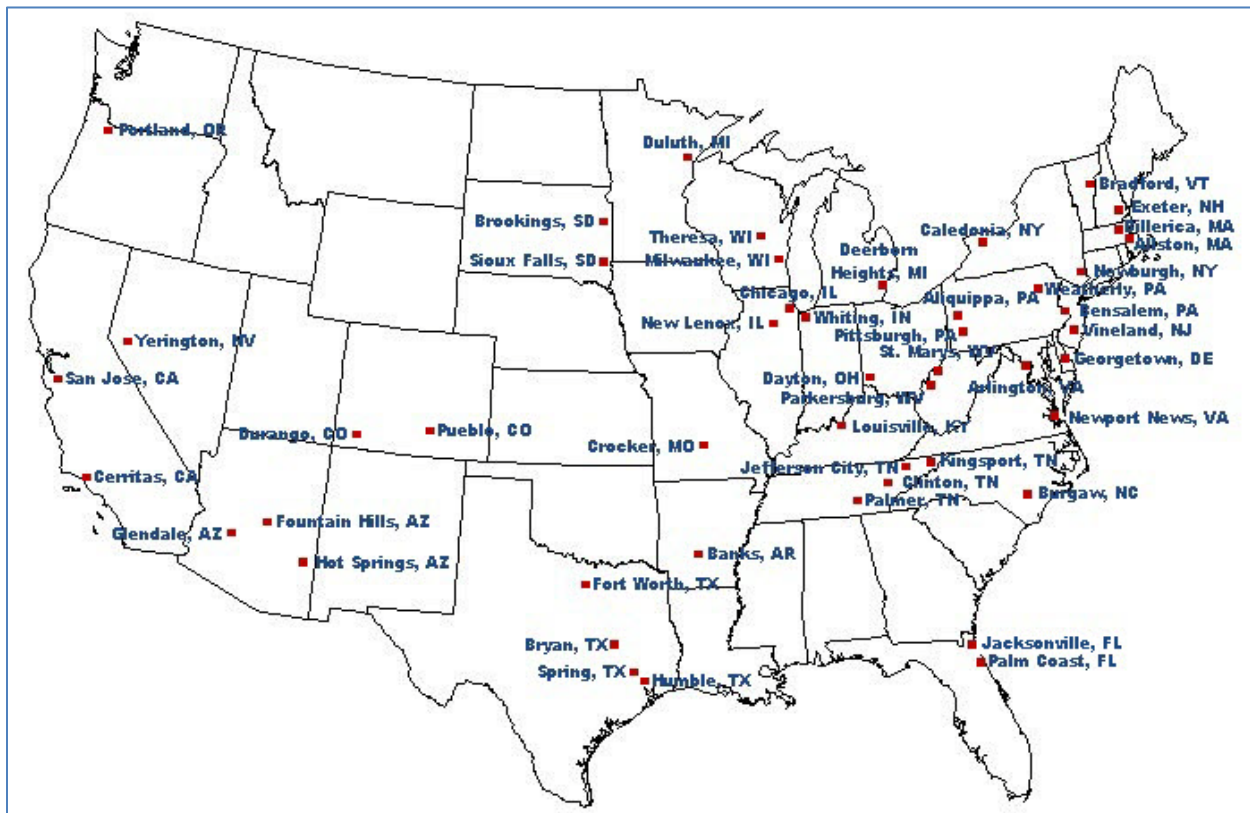 Portland, OR
Duluth, MI
Bradford, VT
Brookings, SD
Exeter, NH
Billerica, MA
Caledonia, NY
Theresa, WI
Deerborn
Allston, MA
Sioux Falls, SD
Milwaukee, WI
Heights, MI
Newburgh, NY
Weatherly, PA
Chicago, IL
Aliquippa, PA
Bensalem, PA
New Lenox, IL
Whiting, IN
Pittsburgh, PA
Vineland, NJ
Yerington, NV
St. Marys, WV
Georgetown, DE
San Jose, CA
Dayton, OH
Arlington, VA
Parkersburg, WV
Newport News, VA
Durango, CO
Pueblo, CO
Louisville, KY
Crocker, MO
Jefferson City, TN
Kingsport, TN
Cerritas, CA
Clinton, TN
Palmer, TN
Burgaw, NC
Fountain Hills, AZ
Glendale, AZ
Hot Springs, AZ
Banks, AR
Fort Worth, TX
Bryan, TX
Jacksonville, FL
Palm Coast, FL
Spring, TX
Humble, TX